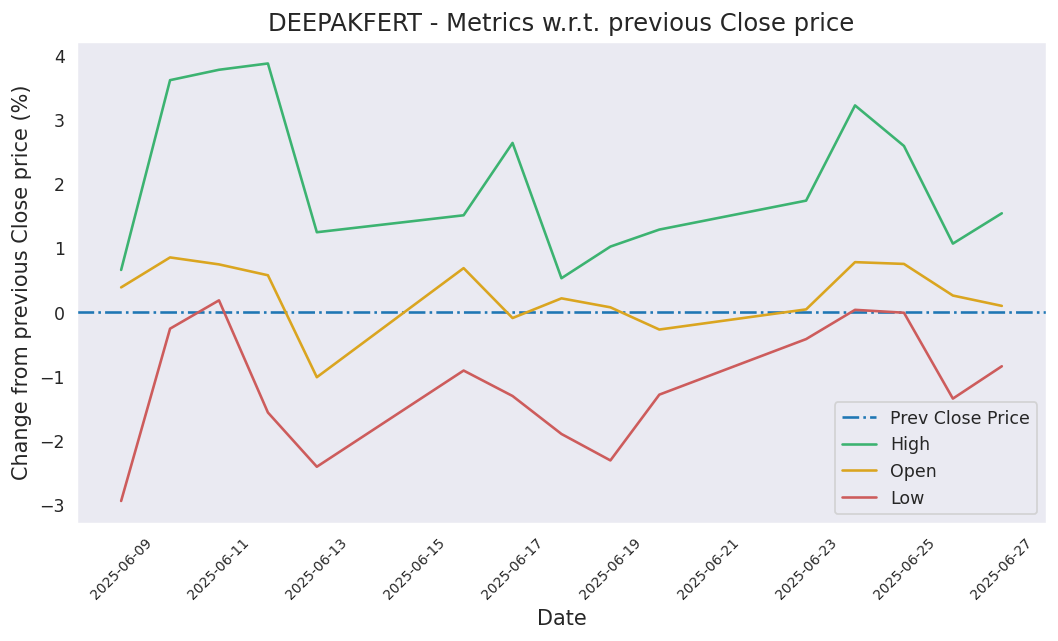 DEEPAKFERT - Metrics w.r.t. previous Close price
Change from previous Close price (%)
4
3
2
1
0
−1
−2
−3
Prev Close Price
High
Open
Low
2025-06-09
2025-06-11
2025-06-13
2025-06-15
2025-06-17
2025-06-19
2025-06-21
2025-06-23
2025-06-25
2025-06-27
Date